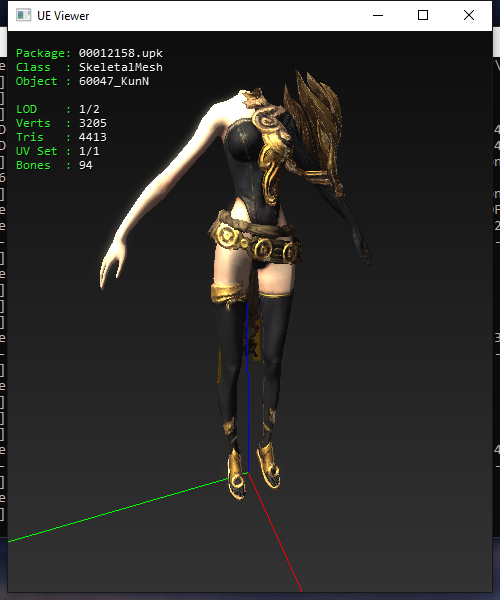 UE Viewer
Package: 00012158.upk
Class : SkeletalMesh
Object : 60047_KunN
LOD : 1/2
Verts : 3205
Tris : 4413
UV Set : 1/1
Bones : 94